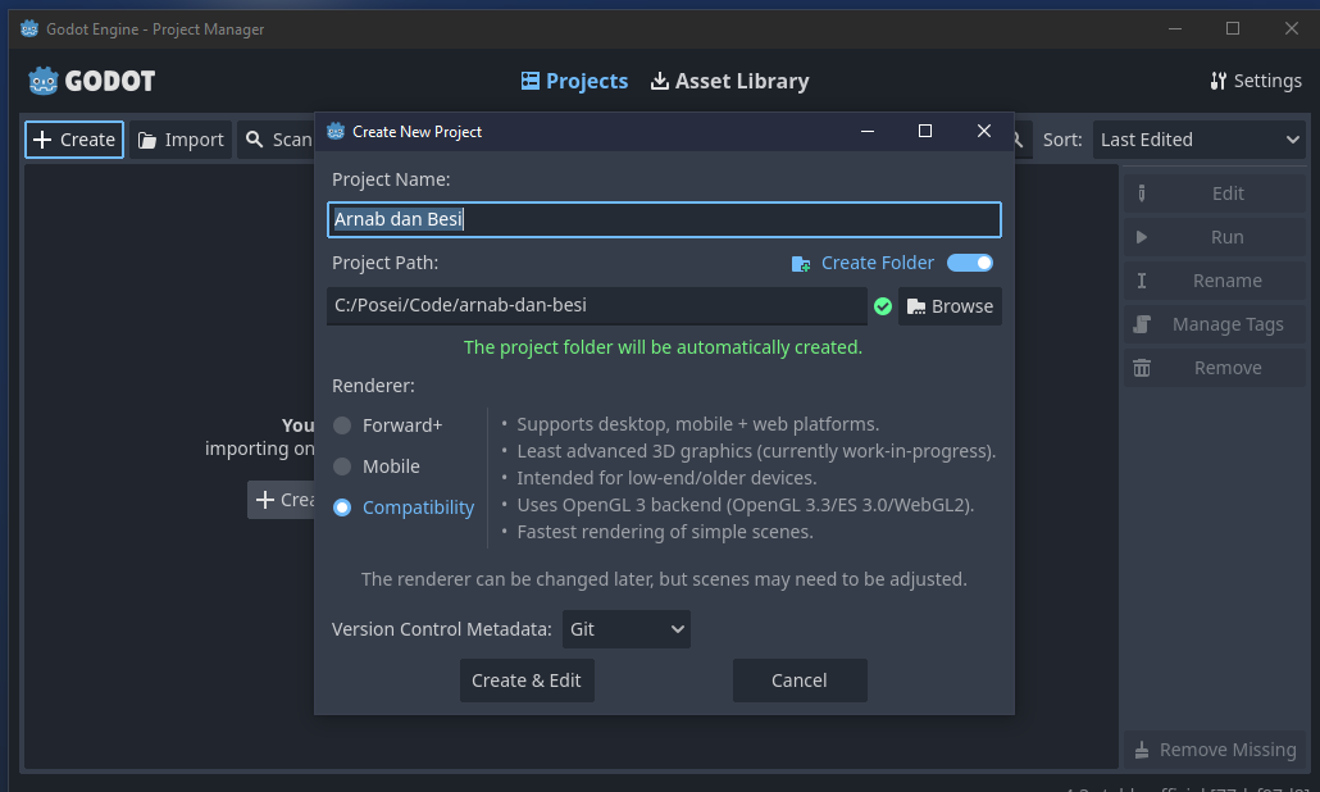 Godot Engine - Project Manager
GODOT
Projects
Asset Library
Settings
Create
Import
Scan
Sort:
Last Edited
Create New Project
Project Name:
Arnab dan Besi
Project Path:
Create Folder
C:/Posei/Code/arnab-dan-besi
Browse
The project folder will be automatically created.
Renderer:
Forward+
Mobile
Compatibility
• Supports desktop, mobile + web platforms.
• Least advanced 3D graphics (currently work-in-progress).
• Intended for low-end/older devices.
• Uses OpenGL 3 backend (OpenGL 3.3/ES 3.0/WebGL2).
• Fastest rendering of simple scenes.
The renderer can be changed later, but scenes may need to be adjusted.
Version Control Metadata:
Git
Create & Edit
Cancel
You
importing on
Crea
Edit
Run
Rename
Manage Tags
Remove
Remove Missing